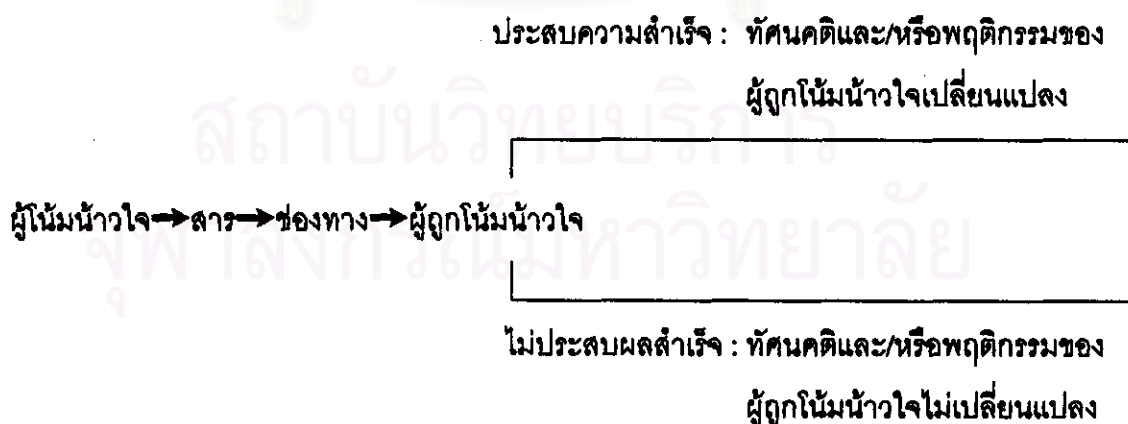 ประสบความสำเร็จ : ทัศนคติและ/หรือพฤติกรรมของ
ผู้ถูกโน้มน้าวใจเปลี่ยนแปลง
สถาบันวิทยบริการ
ผู้โน้มน้าวใจ➔สาร➔ช่องทาง➔ผู้ถูกโน้มน้าวใจ
จุฬาลงกรณ์มหาวิทยาลัย
ไม่ประสบผลสำเร็จ : ทัศนคติและ/หรือพฤติกรรมของ
ผู้ถูกโน้มน้าวใจไม่เปลี่ยนแปลง